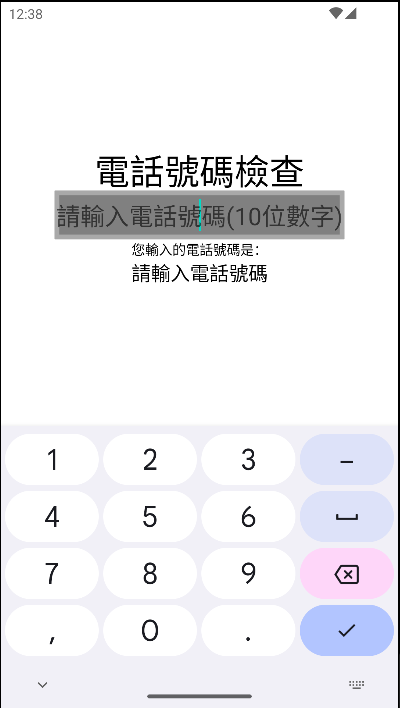 12:38
電話號碼檢查
請輸入電話號碼(10位數字)
您輸入的電話號碼是:
請輸入電話號碼
1 2 3 –
4 5 6
7 8 9
, 0 .